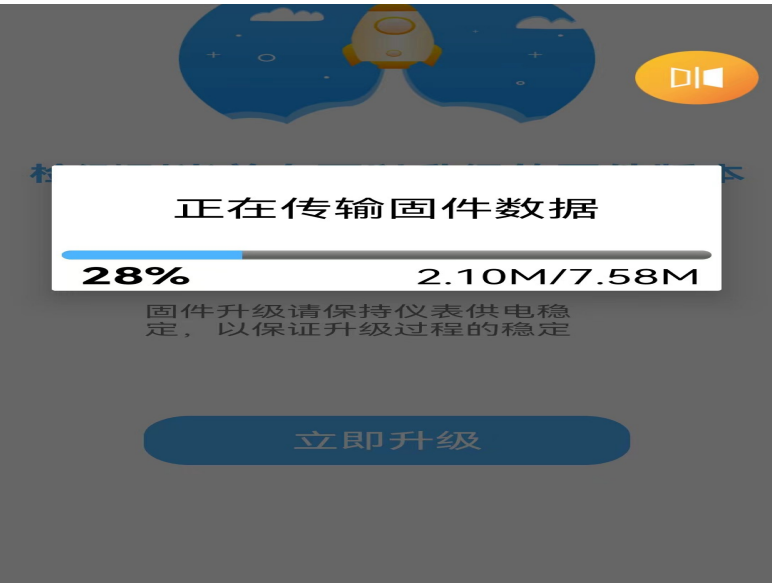 正在传输固件数据
28%
2.10M/7.58M
固件升级请保持仪表供电稳
定，以保证升级过程的稳定
立即升级